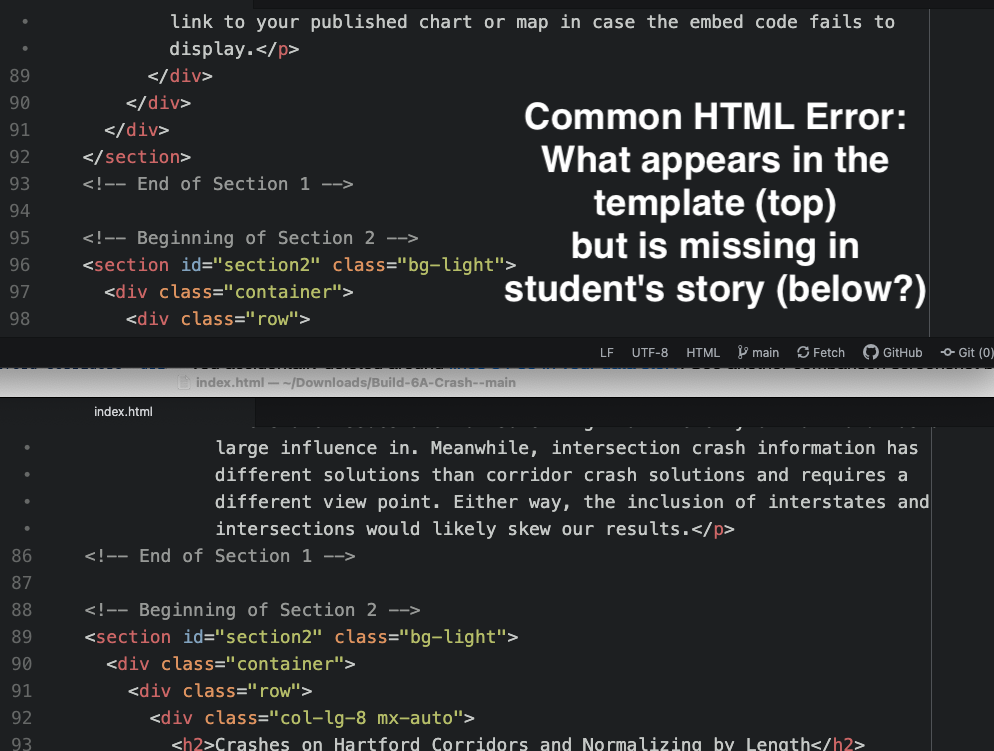 link to your published chart or map in case the embed code fails to
display.</p>
89 </div>
90 </div>
91 </div>
92 </section>
93 <!-- End of Section 1 -->
94
95 <!-- Beginning of Section 2 -->
96 <section id="section2" class="bg-light">
97 <div class="container">
98 <div class="row">
Common HTML Error:
What appears in the
template (top)
but is missing in
student's story (below?)
LF UTF-8 HTML main Fetch GitHub Git (0)
index.html — ~/Downloads/Build-6A-Crash--main
index.html
large influence in. Meanwhile, intersection crash information has
different solutions than corridor crash solutions and requires a
different view point. Either way, the inclusion of interstates and
intersections would likely skew our results.</p>
86 <!-- End of Section 1 -->
87
88 <!-- Beginning of Section 2 -->
89 <section id="section2" class="bg-light">
90 <div class="container">
91 <div class="row">
92 <div class="col-lg-8 mx-auto">
93 <h2>Crashes on Hartford Corridors and Normalizing by Length</h2>